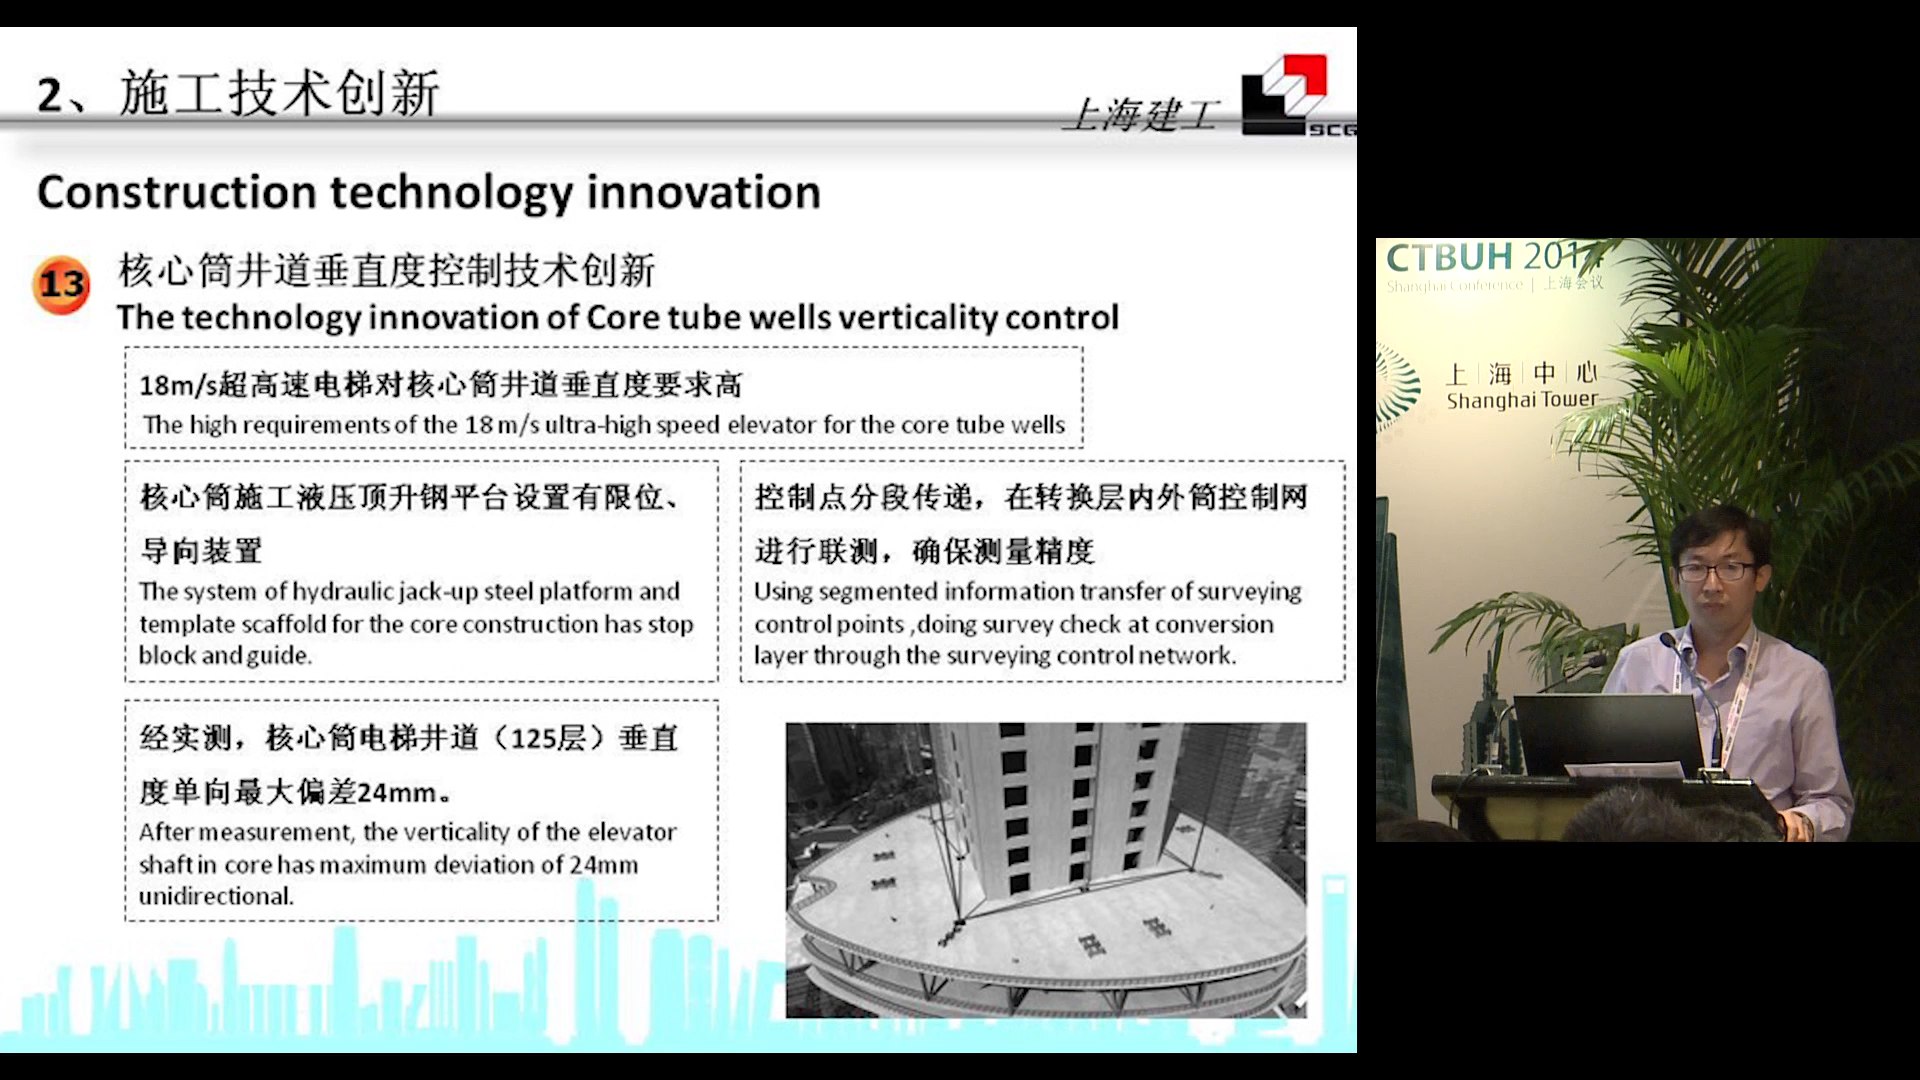 2、施工技术创新
上海建工
SCG
Construction technology innovation
13
核心筒井道垂直度控制技术创新
The technology innovation of Core tube wells verticality control
18m/s超高速电梯对核心筒井道垂直度要求高
The high requirements of the 18 m/s ultra-high speed elevator for the core tube wells
核心筒施工液压顶升钢平台设置有限位、
导向装置
The system of hydraulic jack-up steel platform and
template scaffold for the core construction has stop
block and guide.
控制点分段传递，在转换层内外筒控制网
进行联测，确保测量精度
Using segmented information transfer of surveying
control points ,doing survey check at conversion
layer through the surveying control network.
经实测，核心筒电梯井道（125层）垂直
度单向最大偏差24mm。
After measurement, the verticality of the elevator
shaft in core has maximum deviation of 24mm
unidirectional.
CTBUH 2014
Shanghai Conference | 上海会议
上|海|中|心
Shanghai Tower